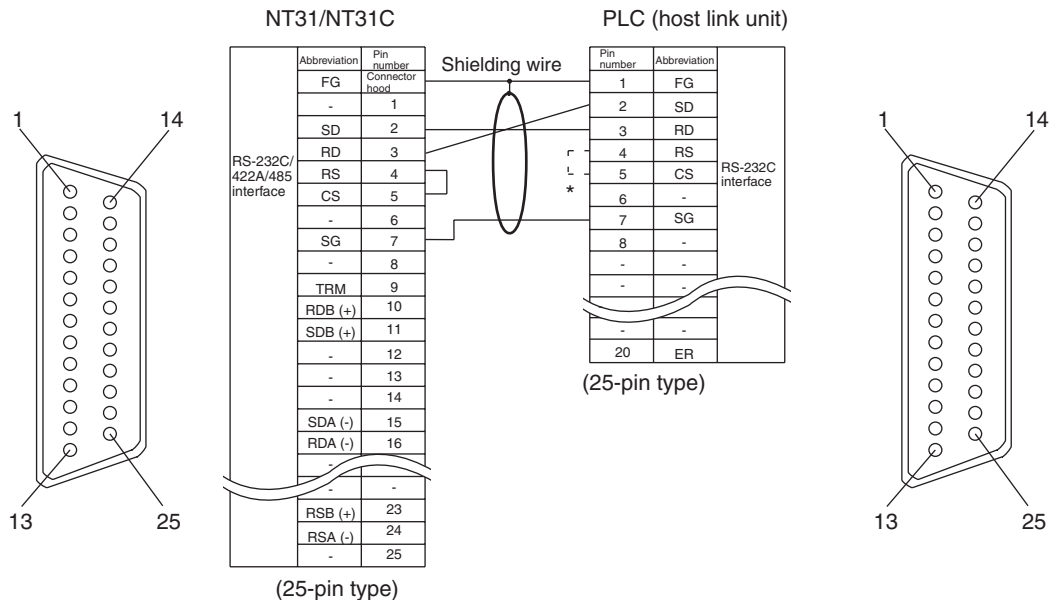 NT31/NT31C
PLC (host link unit)
Abbreviation Pin number
FG Connector hood
- 1
SD 2
RD 3
RS 4
CS 5
- 6
SG 7
- 8
TRM 9
RDB (+) 10
SDB (+) 11
- 12
- 13
- 14
SDA (-) 15
RDA (-) 16
-
- -
RSB (+) 23
RSA (-) 24
- 25
RS-232C/
422A/485
interface
(25-pin type)
Shielding wire
*
Pin number Abbreviation
1 FG
2 SD
3 RD
4 RS
5 CS
6 -
7 SG
8 -
- -
- -
- -
20 ER
RS-232C
interface
(25-pin type)
1
14
13
25
1
14
13
25